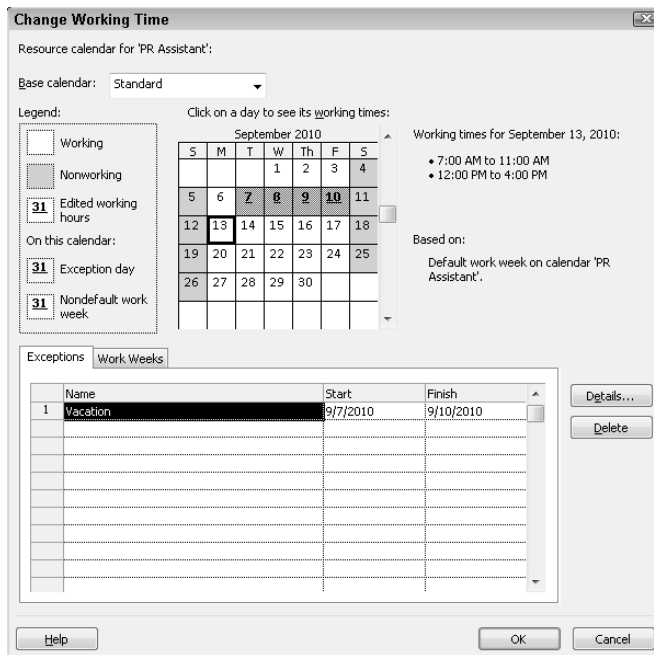 Change Working Time
Resource calendar for 'PR Assistant':
Base calendar: Standard
Legend:
Working
Nonworking
31 Edited working
hours
On this calendar:
31 Exception day
31 Nondefault work
week
Click on a day to see its working times:
September 2010
S M T W Th F S
1 2 3 4
5 6 7 8 9 10 11
12 13 14 15 16 17 18
19 20 21 22 23 24 25
26 27 28 29 30
Working times for September 13, 2010:
• 7:00 AM to 11:00 AM
• 12:00 PM to 4:00 PM
Based on:
Default work week on calendar 'PR
Assistant'.
Exceptions Work Weeks
Name Start Finish
1 Vacation 9/7/2010 9/10/2010
Details...
Delete
Help OK Cancel